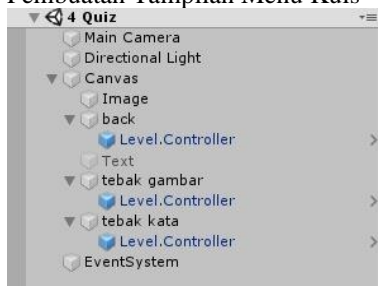 Pembuatan Tampilan Menu Kuis
4 Quiz
Main Camera
Directional Light
Canvas
Image
back
Level.Controller
Text
tebak gambar
Level.Controller
tebak kata
Level.Controller
EventSystem